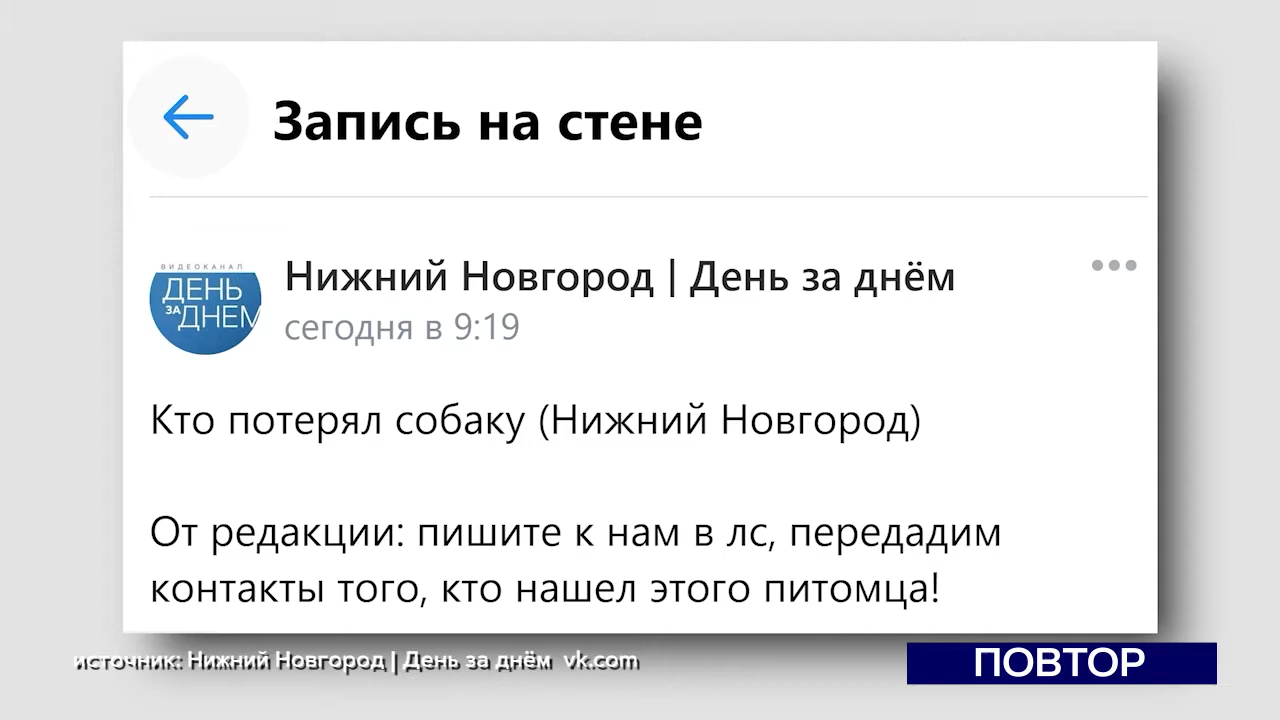 Запись на стене
ВИДЕОКАНАЛ
ДЕНЬ
ЗА ДНЕМ
Нижний Новгород | День за днём
сегодня в 9:19
Кто потерял собаку (Нижний Новгород)
От редакции: пишите к нам в лс, передадим
контакты того, кто нашел этого питомца!
источник: Нижний Новгород | День за днём vk.com
ПОВТОР